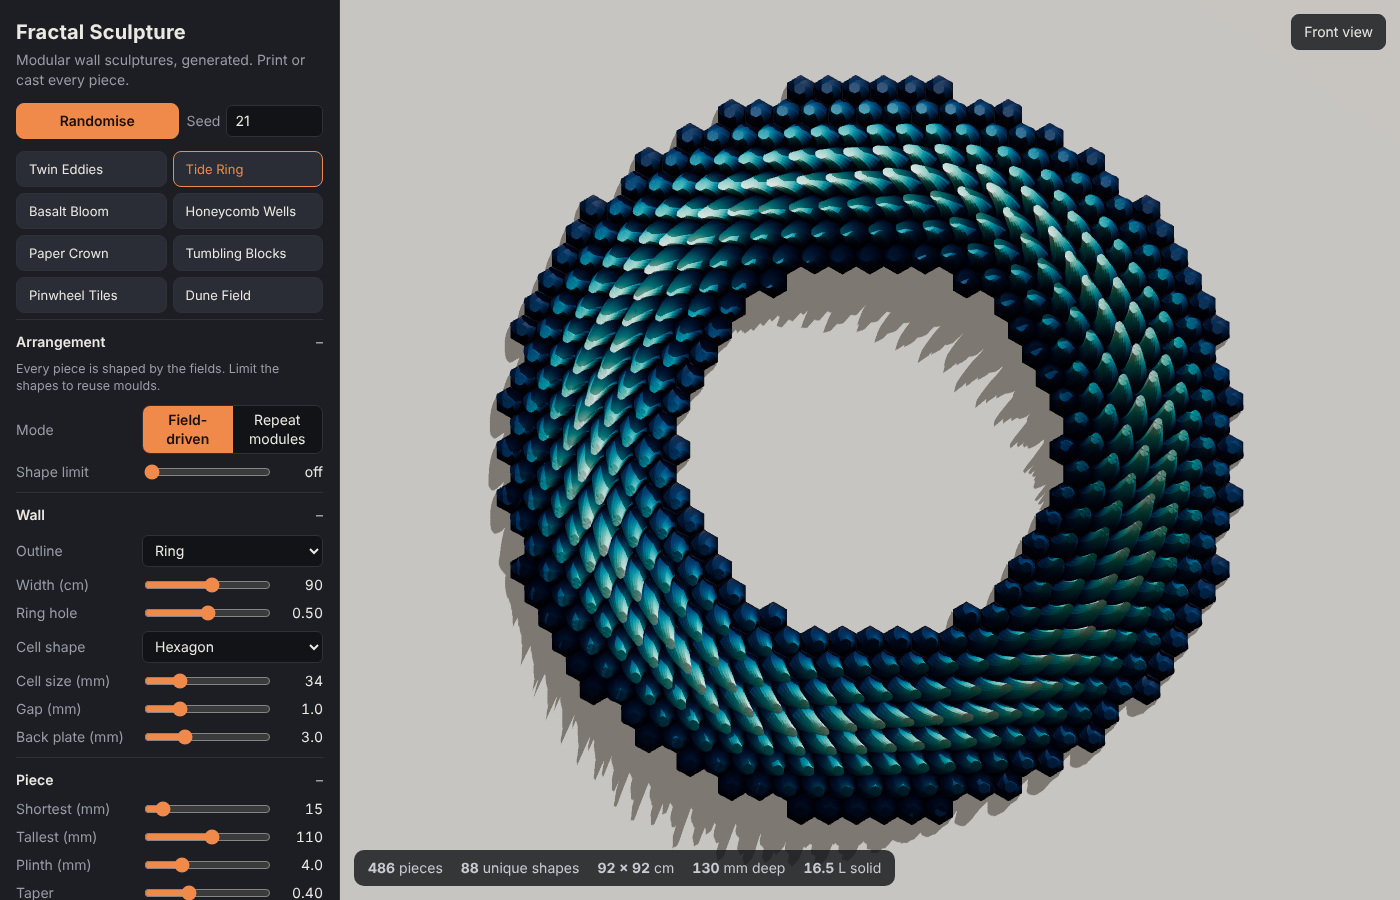 Fractal Sculpture
Modular wall sculptures, generated. Print or
cast every piece.
Randomise
Seed 21
Twin Eddies
Tide Ring
Basalt Bloom
Honeycomb Wells
Paper Crown
Tumbling Blocks
Pinwheel Tiles
Dune Field
Arrangement –
Every piece is shaped by the fields. Limit the
shapes to reuse moulds.
Mode
Field-
driven
Repeat
modules
Shape limit off
Wall –
Outline Ring
Width (cm) 90
Ring hole 0.50
Cell shape Hexagon
Cell size (mm) 34
Gap (mm) 1.0
Back plate (mm) 3.0
Piece –
Shortest (mm) 15
Tallest (mm) 110
Plinth (mm) 4.0
Taper 0.40
Front view
486 pieces 88 unique shapes 92 × 92 cm 130 mm deep 16.5 L solid